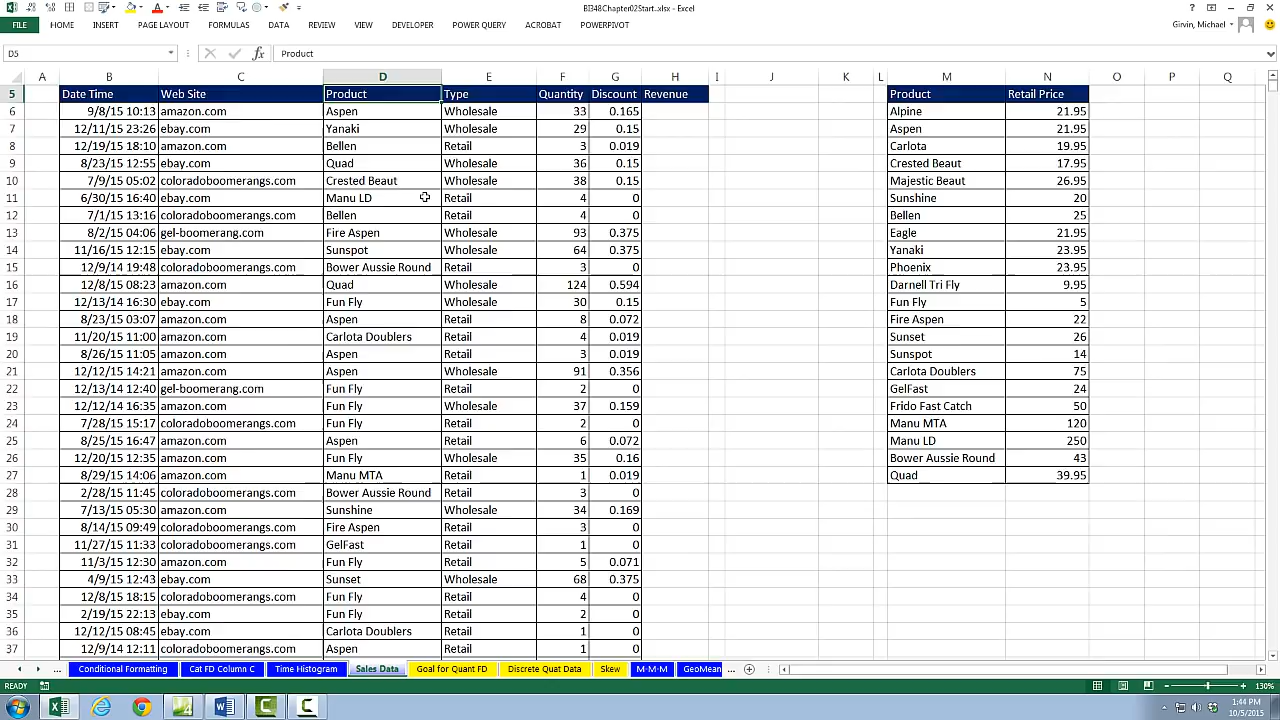 BI348Chapter02Start..xlsx - Excel
FILE HOME INSERT PAGE LAYOUT FORMULAS DATA REVIEW VIEW DEVELOPER POWER QUERY ACROBAT POWERPIVOT Girvin, Michael
D5 fx Product
A B C D E F G H I J K L M N O P Q
5 Date Time Web Site Product Type Quantity Discount Revenue Product Retail Price
6 9/8/15 10:13 amazon.com Aspen Wholesale 33 0.165 Alpine 21.95
7 12/11/15 23:26 ebay.com Yanaki Wholesale 29 0.15 Aspen 21.95
8 12/19/15 18:10 amazon.com Bellen Retail 3 0.019 Carlota 19.95
9 8/23/15 12:55 ebay.com Quad Wholesale 36 0.15 Crested Beaut 17.95
10 7/9/15 05:02 coloradoboomerangs.com Crested Beaut Wholesale 38 0.15 Majestic Beaut 26.95
11 6/30/15 16:40 ebay.com Manu LD Retail 4 0 Sunshine 20
12 7/1/15 13:16 coloradoboomerangs.com Bellen Retail 4 0 Bellen 25
13 8/2/15 04:06 gel-boomerang.com Fire Aspen Wholesale 93 0.375 Eagle 21.95
14 11/16/15 12:15 ebay.com Sunspot Wholesale 64 0.375 Yanaki 23.95
15 12/9/14 19:48 coloradoboomerangs.com Bower Aussie Round Retail 3 0 Phoenix 23.95
16 12/8/15 08:23 amazon.com Quad Wholesale 124 0.594 Darnell Tri Fly 9.95
17 12/13/14 16:30 ebay.com Fun Fly Wholesale 30 0.15 Fun Fly 5
18 8/23/15 03:07 amazon.com Aspen Retail 8 0.072 Fire Aspen 22
19 11/20/15 11:00 amazon.com Carlota Doublers Retail 4 0.019 Sunset 26
20 8/26/15 11:05 amazon.com Aspen Retail 3 0.019 Sunspot 14
21 12/12/15 14:21 amazon.com Aspen Wholesale 91 0.356 Carlota Doublers 75
22 12/13/14 12:40 gel-boomerang.com Fun Fly Retail 2 0 GelFast 24
23 12/12/14 16:35 amazon.com Fun Fly Wholesale 37 0.159 Frido Fast Catch 50
24 7/28/15 15:17 coloradoboomerangs.com Fun Fly Retail 2 0 Manu MTA 120
25 8/25/15 16:47 amazon.com Aspen Retail 6 0.072 Manu LD 250
26 12/20/15 12:35 amazon.com Fun Fly Wholesale 35 0.16 Bower Aussie Round 43
27 8/29/15 14:06 amazon.com Manu MTA Retail 1 0.019 Quad 39.95
28 2/28/15 11:45 coloradoboomerangs.com Bower Aussie Round Retail 3 0
29 7/13/15 05:30 amazon.com Sunshine Wholesale 34 0.169
30 8/14/15 09:49 coloradoboomerangs.com Fire Aspen Retail 3 0
31 11/27/15 11:33 coloradoboomerangs.com GelFast Retail 1 0
32 11/3/15 12:30 amazon.com Fun Fly Retail 5 0.071
33 4/9/15 12:43 ebay.com Sunset Wholesale 68 0.375
34 12/8/15 18:15 coloradoboomerangs.com Fun Fly Retail 4 0
35 2/19/15 22:13 ebay.com Fun Fly Retail 2 0
36 12/12/15 08:45 ebay.com Carlota Doublers Retail 1 0
37 12/9/14 12:11 coloradoboomerangs.com Aspen Retail 1 0
... Conditional Formatting Cat FD Column C Time Histogram Sales Data Goal for Quant FD Discrete Quat Data Skew M-M-M GeoMean ...
READY 130%
1:44 PM
10/5/2015